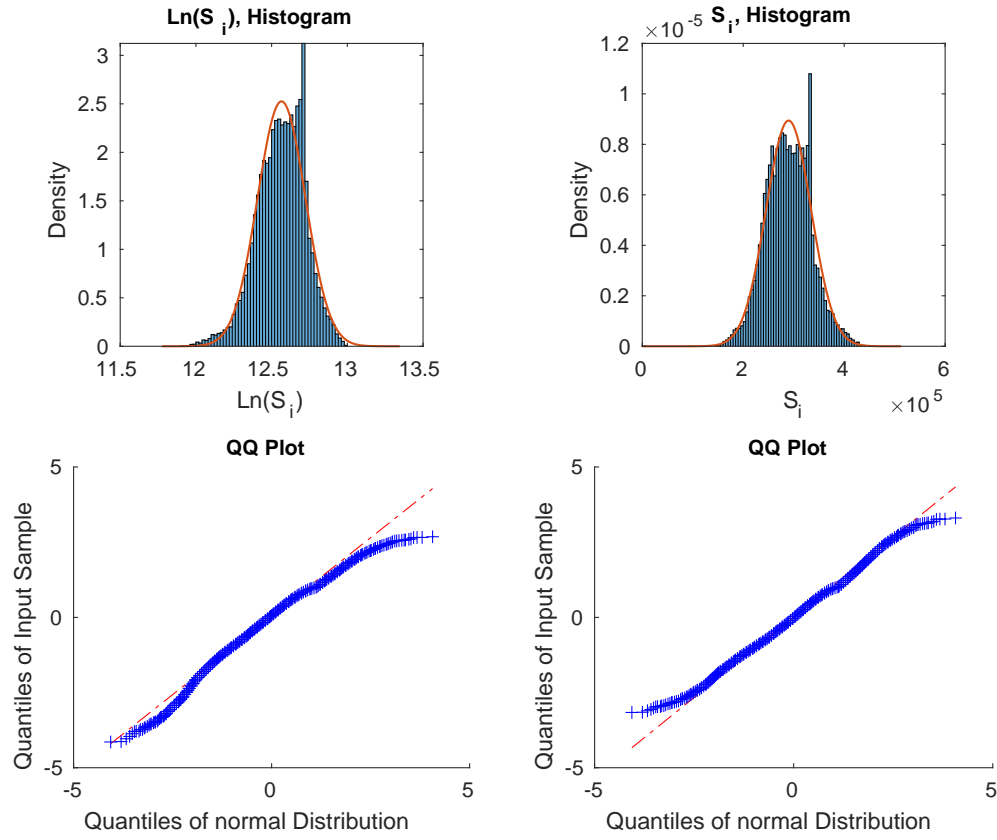 Ln(S_i), Histogram
3
2.5
2
1.5
1
0.5
0
Density
11.5 12 12.5 13 13.5
Ln(S_i)
×10^-5 S_i, Histogram
1.2
1
0.8
0.6
0.4
0.2
0
Density
0 2 4 6
S_i ×10^5
QQ Plot
5
0
-5
Quantiles of Input Sample
-5 0 5
Quantiles of normal Distribution
QQ Plot
5
0
-5
Quantiles of Input Sample
-5 0 5
Quantiles of normal Distribution